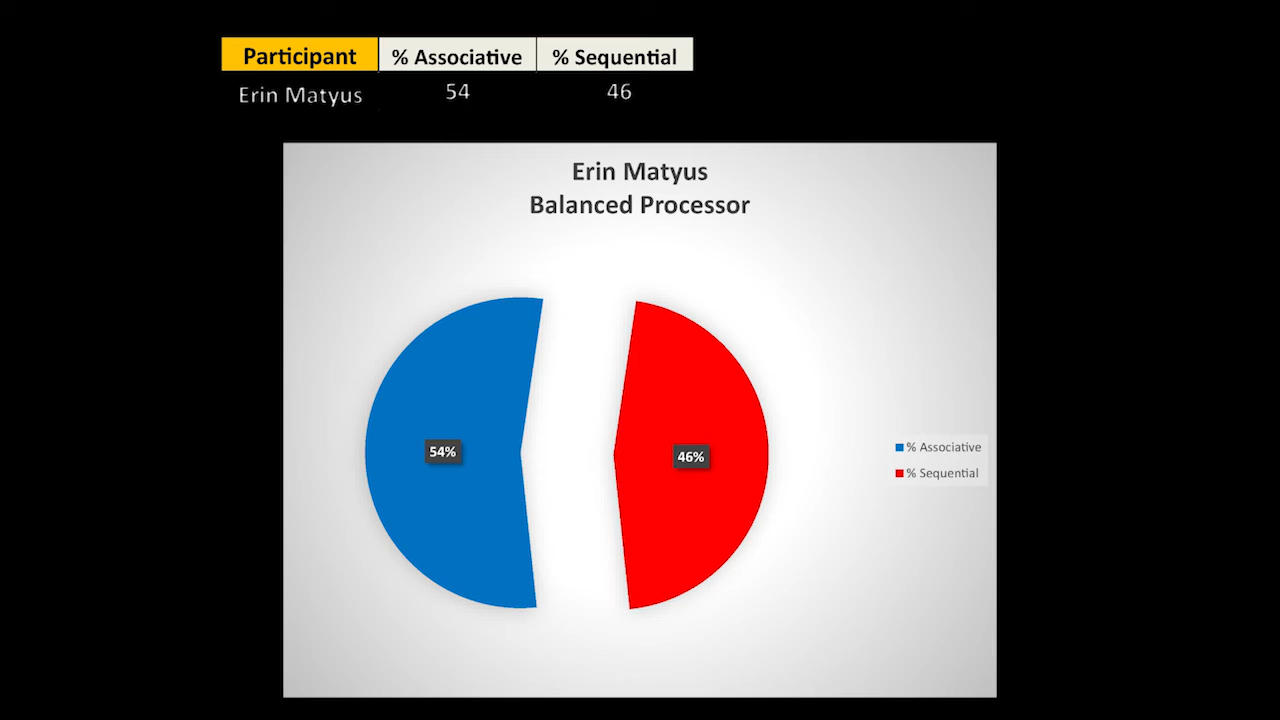 Participant % Associative % Sequential
Erin Matyus 54 46
Erin Matyus
Balanced Processor
54% 46%
% Associative
% Sequential